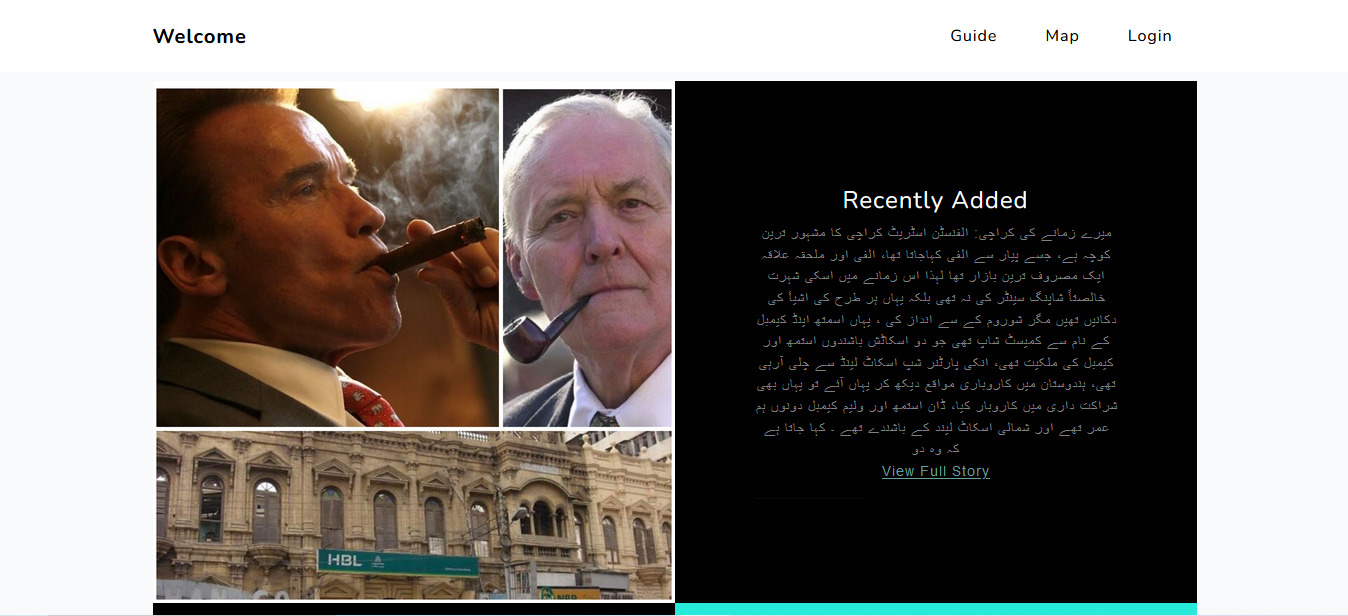 Welcome
Guide
Map
Login
Recently Added
میرے زمانے کی کراچی: الفنسٹن اسٹریٹ کراچی کا مشہور ترین
کوچہ ہے، جسے پیار سے الفی کہاجاتا تھا، الفی اور ملحقہ علاقہ
ایک مصروف ترین بازار تھا لہذا اس زمانے میں اسکی شہرت
خالصتاً شاپنگ سینٹر کی نہ تھی بلکہ یہاں ہر طرح کی اشیأ کی
دکانیں تھیں مگر شوروم کے سے انداز کی ، یہاں اسمتھ اینڈ کیمبل
کے نام سے کمیسٹ شاپ تھی جو دو اسکاٹش باشندوں استمھ اور
کیمبل کی ملکیت تھی، انکی پارٹنر شپ اسکاٹ لینڈ سے چلی آرہی
تھی، ہندوستان میں کاروباری مواقع دیکھ کر یہاں آئے تو یہاں بھی
شراکت داری میں کاروبار کیا، ڈان استمھ اور ولیم کیمبل دونوں ہم
عمر تھے اور شمالی اسکاٹ لیند کے باشندے تھے ۔ کہا جاتا ہے
کہ وہ دو
View Full Story
HBL
NBP